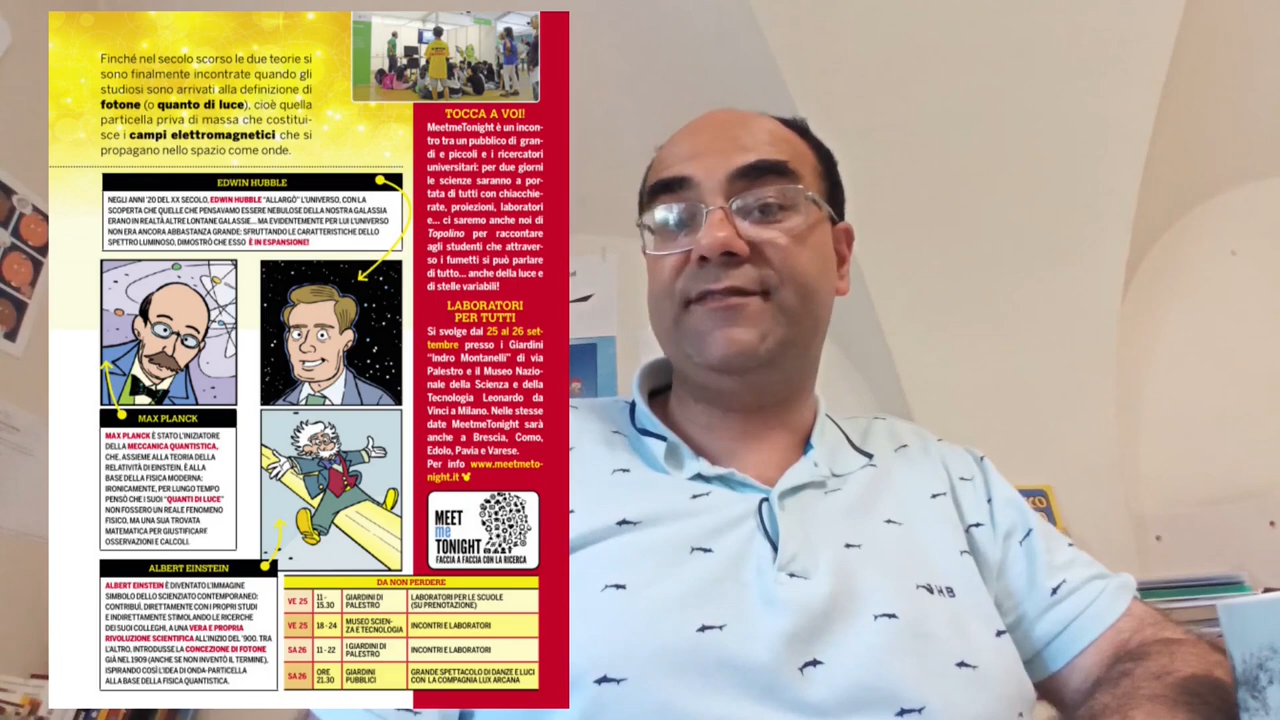 Finché nel secolo scorso le due teorie si
sono finalmente incontrate quando gli
studiosi sono arrivati alla definizione di
fotone (o quanto di luce), cioè quella
particella priva di massa che costitui-
sce i campi elettromagnetici che si
propagano nello spazio come onde.
EDWIN HUBBLE
NEGLI ANNI '20 DEL XX SECOLO, EDWIN HUBBLE "ALLARGÒ" L'UNIVERSO, CON LA
SCOPERTA CHE QUELLE CHE PENSAVAMO ESSERE NEBULOSE DELLA NOSTRA GALASSIA
ERANO IN REALTÀ ALTRE LONTANE GALASSIE... MA EVIDENTEMENTE PER LUI L'UNIVERSO
NON ERA ANCORA ABBASTANZA GRANDE: SFRUTTANDO LE CARATTERISTICHE DELLO
SPETTRO LUMINOSO, DIMOSTRÒ CHE ESSO È IN ESPANSIONE!
MAX PLANCK
MAX PLANCK È STATO L'INIZIATORE
DELLA MECCANICA QUANTISTICA,
CHE, ASSIEME ALLA TEORIA DELLA
RELATIVITÀ DI EINSTEIN, È ALLA
BASE DELLA FISICA MODERNA:
IRONICAMENTE, PER LUNGO TEMPO
PENSÒ CHE I SUOI "QUANTI DI LUCE"
NON FOSSERO UN REALE FENOMENO
FISICO, MA UNA SUA TROVATA
MATEMATICA PER GIUSTIFICARE
OSSERVAZIONI E CALCOLI.
ALBERT EINSTEIN
ALBERT EINSTEIN È DIVENTATO L'IMMAGINE
SIMBOLO DELLO SCIENZIATO CONTEMPORANEO:
CONTRIBUÌ, DIRETTAMENTE CON I PROPRI STUDI
E INDIRETTAMENTE STIMOLANDO LE RICERCHE
DEI SUOI COLLEGHI, A UNA VERA E PROPRIA
RIVOLUZIONE SCIENTIFICA ALL'INIZIO DEL '900. TRA
L'ALTRO, INTRODUSSE LA CONCEZIONE DI FOTONE
GIÀ NEL 1909 (ANCHE SE NON INVENTÒ IL TERMINE),
ISPIRANDO COSÌ L'IDEA DI ONDA-PARTICELLA
ALLA BASE DELLA FISICA QUANTISTICA.
TOCCA A VOI!
MeetmeTonight è un incon-
tro tra un pubblico di gran-
di e piccoli e i ricercatori
universitari: per due giorni
le scienze saranno a por-
tata di tutti con chiacchie-
rate, proiezioni, laboratori
e... ci saremo anche noi di
Topolino per raccontare
agli studenti che attraver-
so i fumetti si può parlare
di tutto... anche della luce e
di stelle variabili!
LABORATORI
PER TUTTI
Si svolge dal 25 al 26 set-
tembre presso i Giardini
"Indro Montanelli" di via
Palestro e il Museo Nazio-
nale della Scienza e della
Tecnologia Leonardo da
Vinci a Milano. Nelle stesse
date MeetmeTonight sarà
anche a Brescia, Como,
Edolo, Pavia e Varese.
Per info www.meetmeto-
night.it
MEET
me
TONIGHT
FACCIA A FACCIA CON LA RICERCA
DA NON PERDERE
VE 25 11 - 15.30 GIARDINI DI PALESTRO LABORATORI PER LE SCUOLE (SU PRENOTAZIONE)
VE 25 18 - 24 MUSEO SCIEN-ZA E TECNOLOGIA INCONTRI E LABORATORI
SA 26 11 - 22 I GIARDINI DI PALESTRO INCONTRI E LABORATORI
SA 26 ORE 21.30 GIARDINI PUBBLICI GRANDE SPETTACOLO DI DANZE E LUCI CON LA COMPAGNIA LUX ARCANA
HB